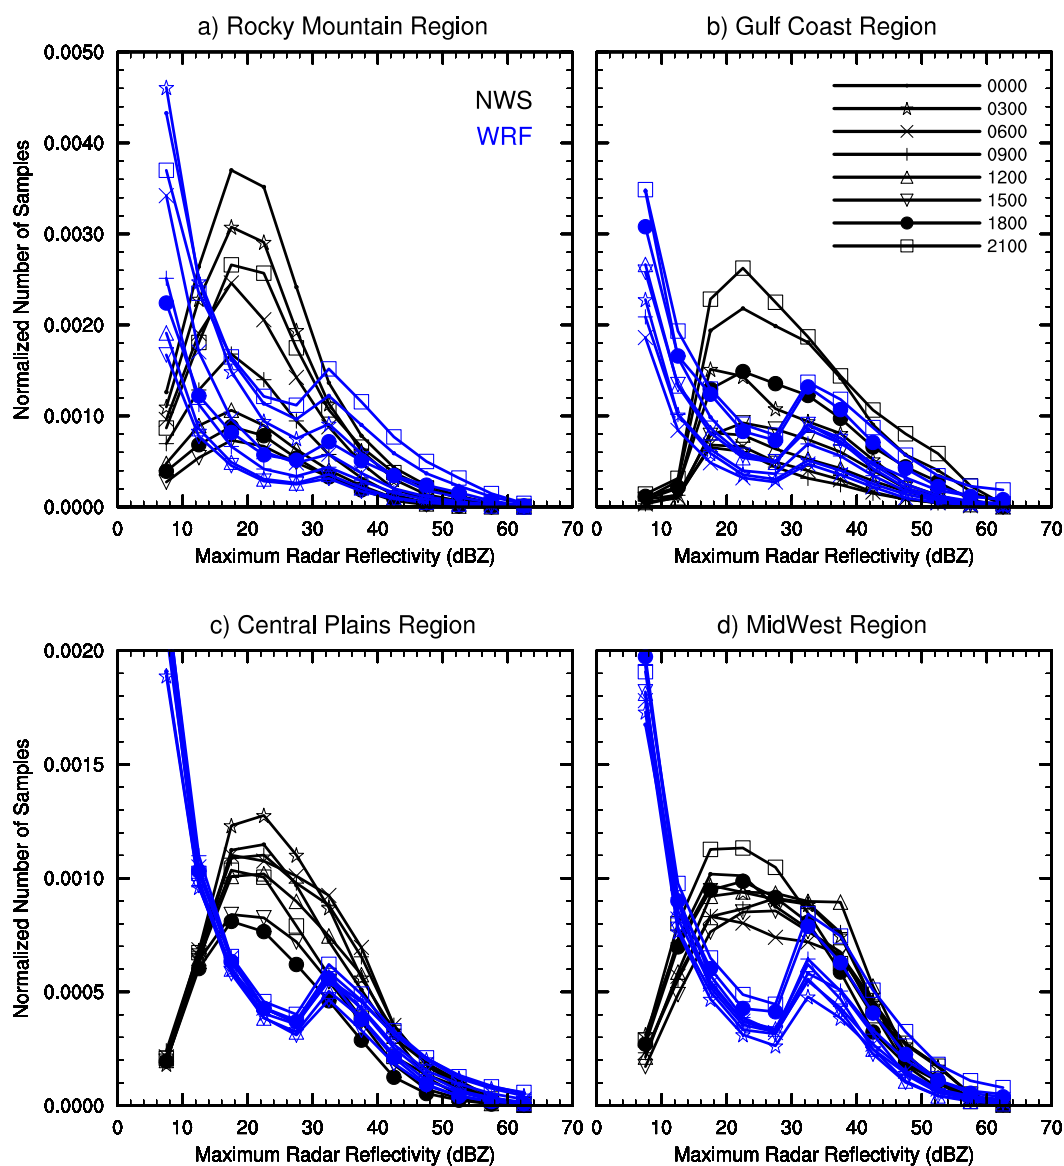 a) Rocky Mountain Region
b) Gulf Coast Region
0.0050
0.0040
0.0030
0.0020
0.0010
0.0000
Normalized Number of Samples
NWS
WRF
0000
0300
0600
0900
1200
1500
1800
2100
0 10 20 30 40 50 60 70
0 10 20 30 40 50 60 70
Maximum Radar Reflectivity (dBZ)
Maximum Radar Reflectivity (dBZ)
c) Central Plains Region
d) MidWest Region
0.0020
0.0015
0.0010
0.0005
0.0000
Normalized Number of Samples
0 10 20 30 40 50 60 70
0 10 20 30 40 50 60 70
Maximum Radar Reflectivity (dBZ)
Maximum Radar Reflectivity (dBZ)